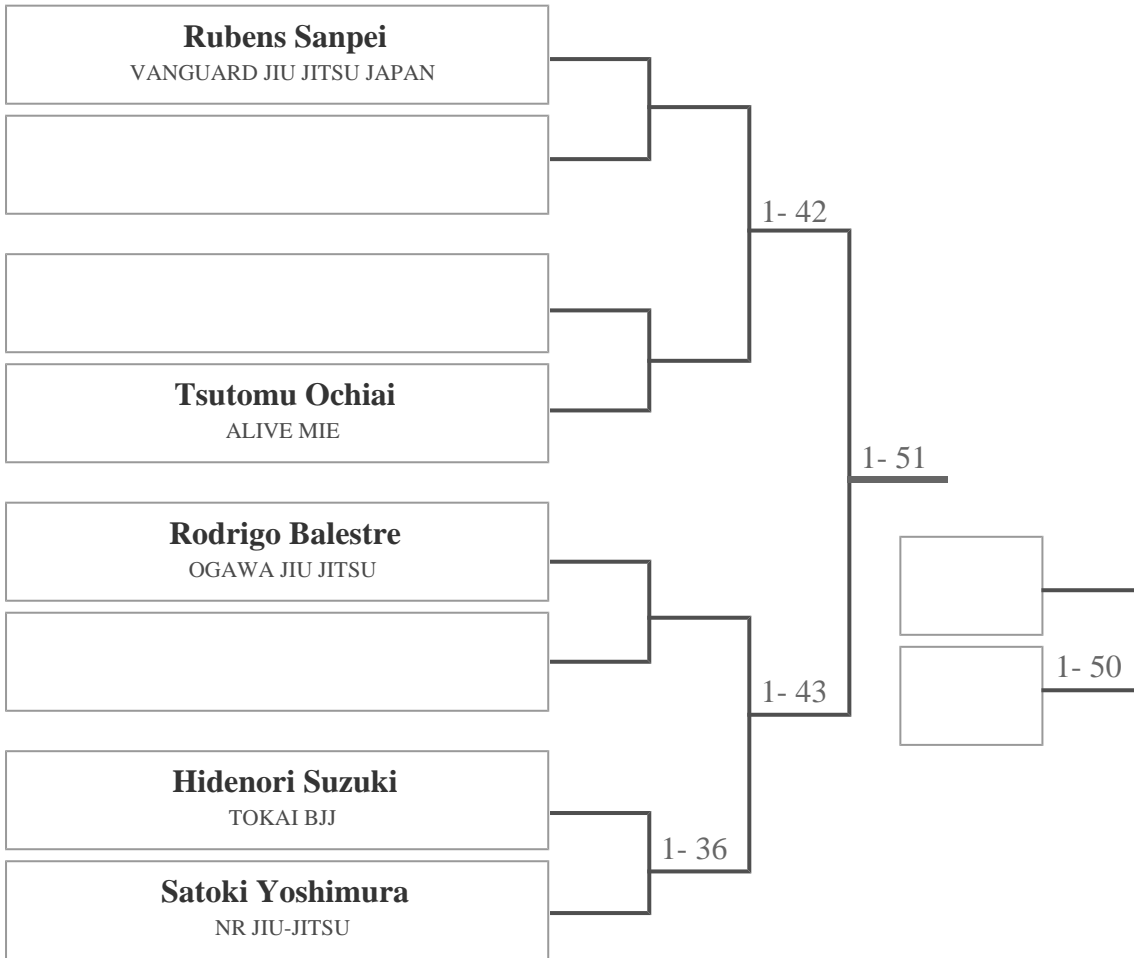 Rubens Sanpei
VANGUARD JIU JITSU JAPAN
1- 42
Tsutomu Ochiai
ALIVE MIE
1- 51
Rodrigo Balestre
OGAWA JIU JITSU
1- 50
1- 43
Hidenori Suzuki
TOKAI BJJ
1- 36
Satoki Yoshimura
NR JIU-JITSU